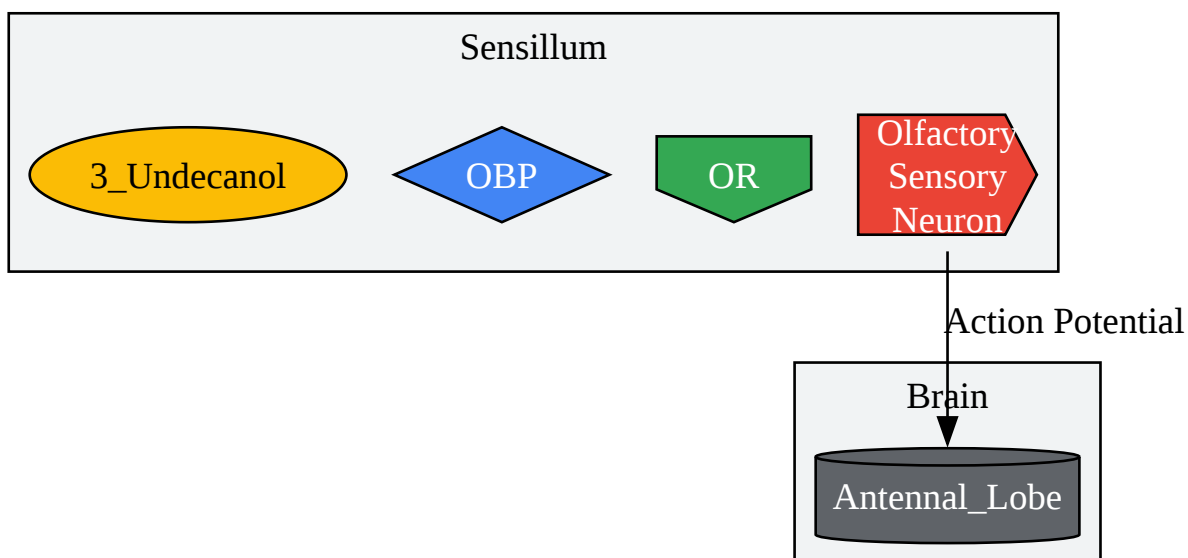 Sensillum
3_Undecanol
OBP
OR
Olfactory
Sensory
Neuron
Action Potential
Brain
Antennal_Lobe